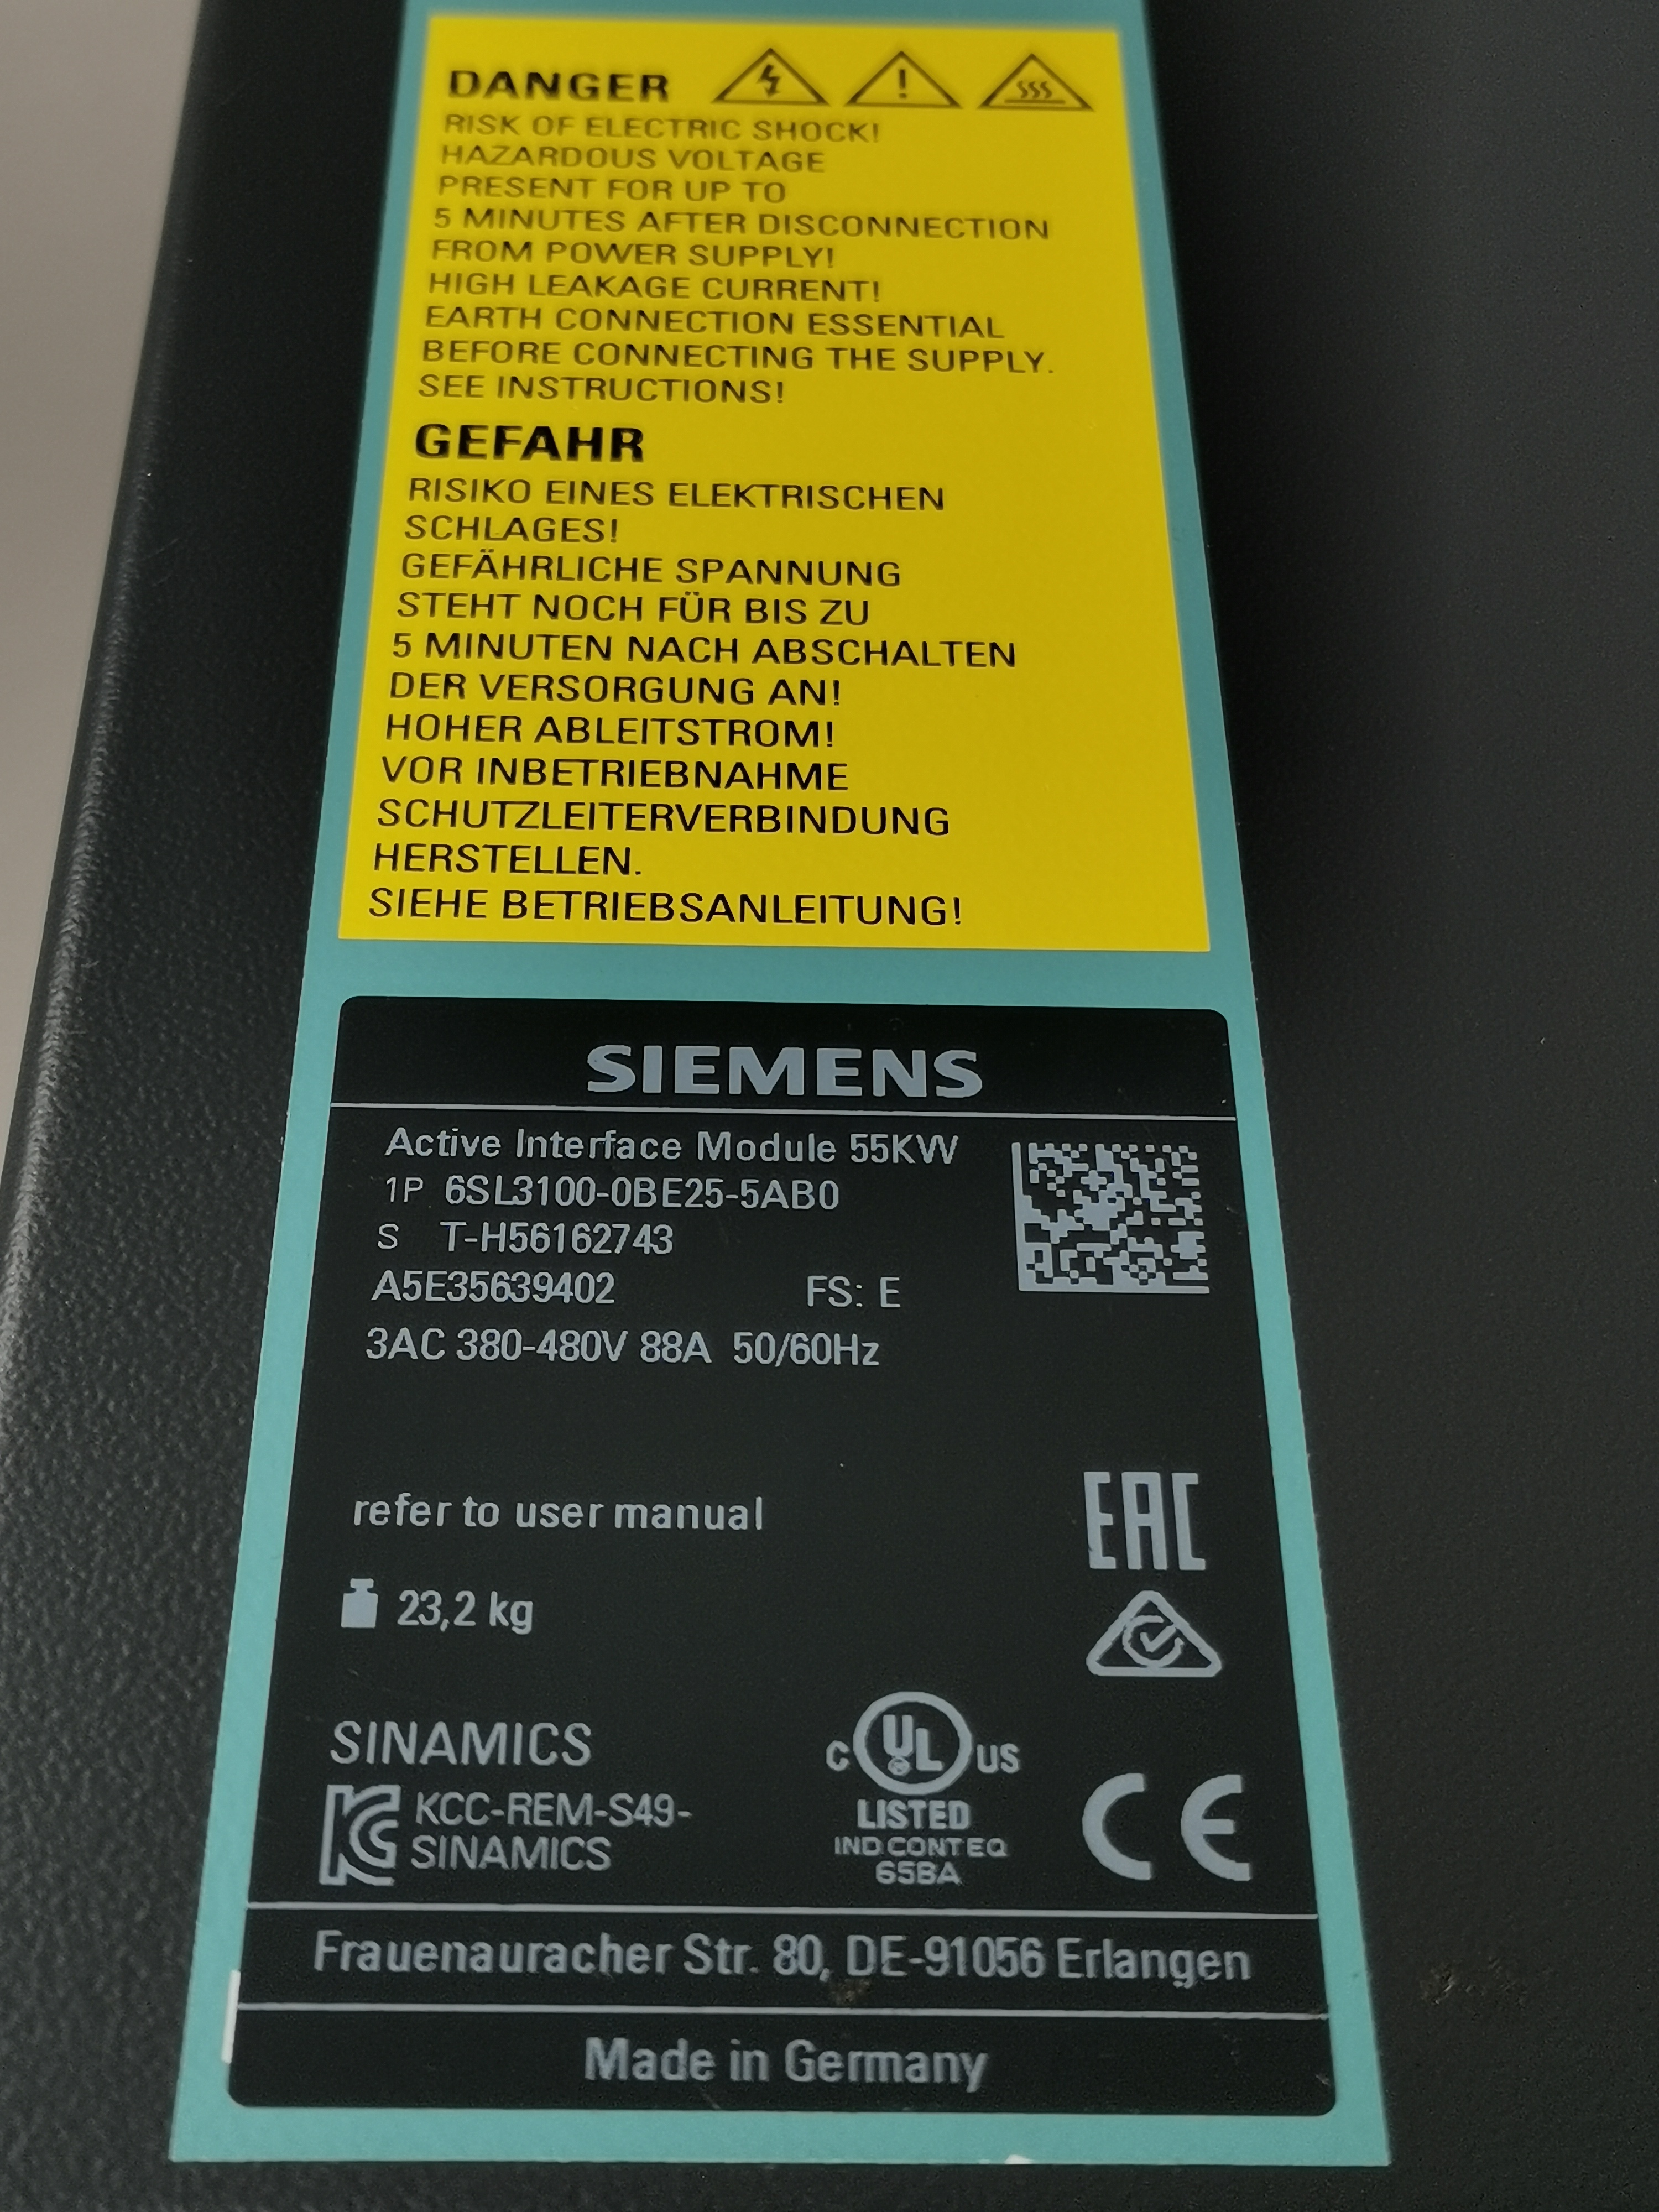 DANGER
RISK OF ELECTRIC SHOCK!
HAZARDOUS VOLTAGE
PRESENT FOR UP TO
5 MINUTES AFTER DISCONNECTION
FROM POWER SUPPLY!
HIGH LEAKAGE CURRENT!
EARTH CONNECTION ESSENTIAL
BEFORE CONNECTING THE SUPPLY.
SEE INSTRUCTIONS!
GEFAHR
RISIKO EINES ELEKTRISCHEN
SCHLAGES!
GEFÄHRLICHE SPANNUNG
STEHT NOCH FÜR BIS ZU
5 MINUTEN NACH ABSCHALTEN
DER VERSORGUNG AN!
HOHER ABLEITSTROM!
VOR INBETRIEBNAHME
SCHUTZLEITERVERBINDUNG
HERSTELLEN.
SIEHE BETRIEBSANLEITUNG!
SIEMENS
Active Interface Module 55KW
1P 6SL3100-0BE25-5AB0
S T-H56162743
A5E35639402 FS: E
3AC 380-480V 88A 50/60Hz
refer to user manual
EAC
23,2 kg
SINAMICS
KCC-REM-S49-
SINAMICS
C UL US
LISTED
IND.CONT.EQ
65BA
CE
Frauenauracher Str. 80, DE-91056 Erlangen
Made in Germany